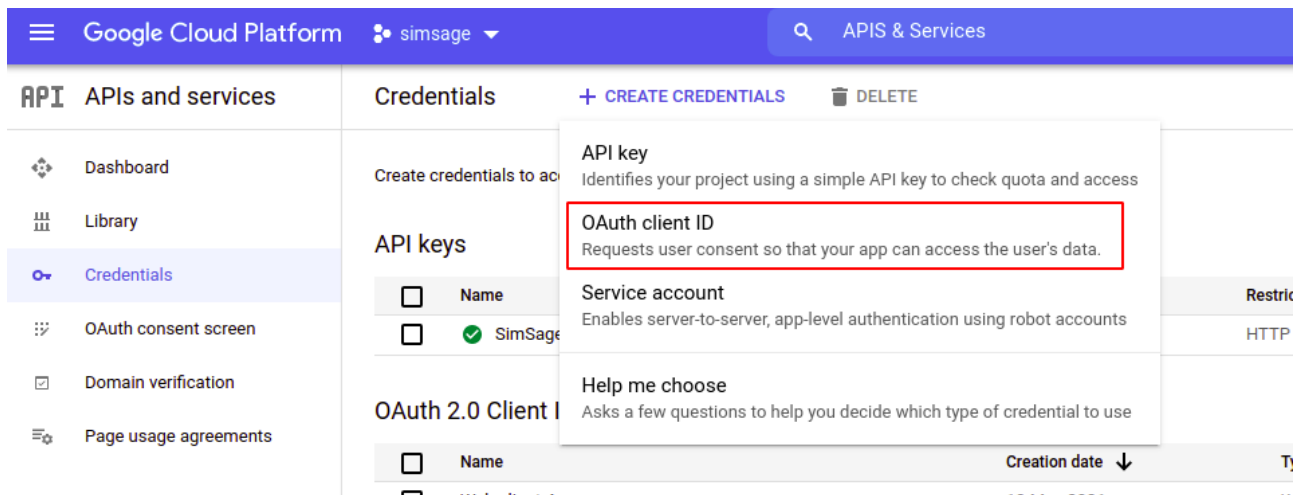 Google Cloud Platform simsage APIS & Services
API APIs and services Credentials + CREATE CREDENTIALS DELETE
Dashboard
Library
Credentials
OAuth consent screen
Domain verification
Page usage agreements
Create credentials to
API key
Identifies your project using a simple API key to check quota and access
OAuth client ID
Requests user consent so that your app can access the user's data.
Service account
Enables server-to-server, app-level authentication using robot accounts
Help me choose
Asks a few questions to help you decide which type of credential to use
API keys
Name
SimSage
HTTP
OAuth 2.0 Client
Name Creation date